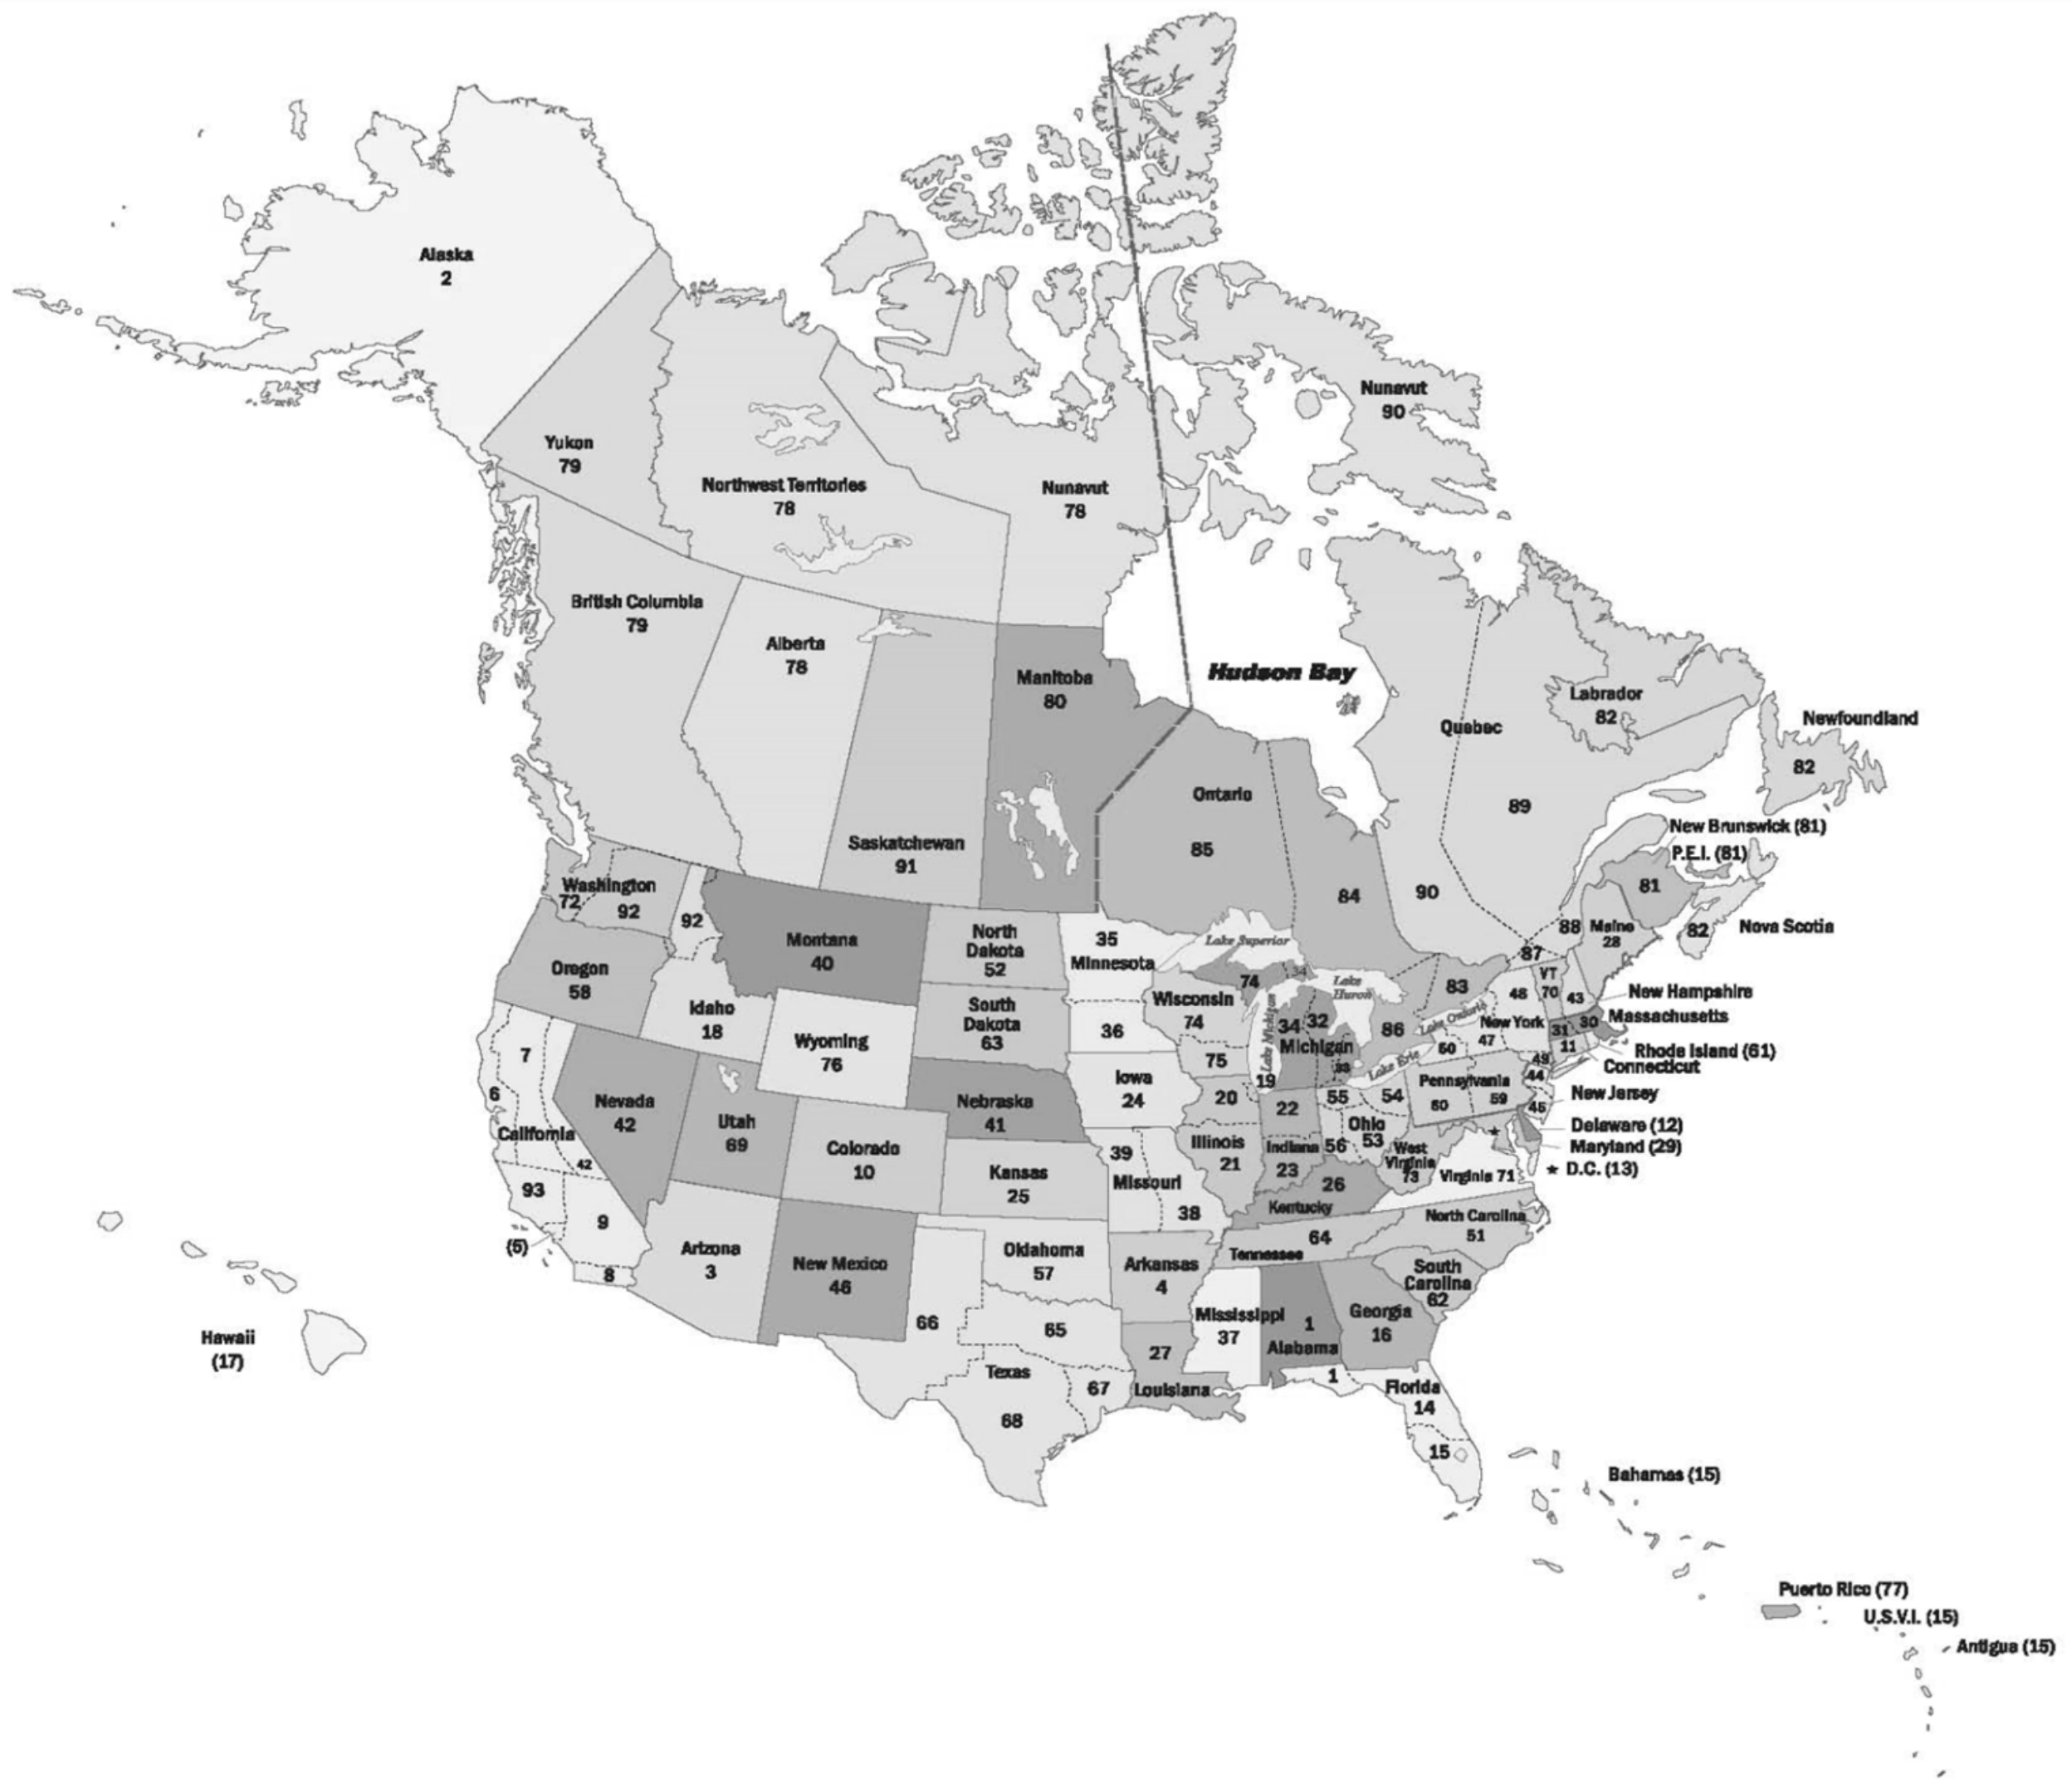 Alaska
2
Nunavut
90
Yukon
79
Northwest Territories
78
Nunavut
78
British Columbia
79
Alberta
78
Manitoba
80
Hudson Bay
Labrador
82
Quebec
89
90
Newfoundland
82
Saskatchewan
91
Ontario
85
84
New Brunswick (81)
P.E.I. (81)
81
Nova Scotia
82
88
Maine
28
87
Washington
72
92
92
Montana
40
North
Dakota
52
35
Minnesota
36
Lake Superior
74
34
Lake
Huron
83
48
VT
70
43
New Hampshire
Massachusetts
Oregon
58
Idaho
18
South
Dakota
63
Wisconsin
74
75
Lake Michigan
34
32
Michigan
33
86
Lake Ontario
New York
47
50
31
30
11
Rhode Island (61)
Connecticut
49
44
7
6
Wyoming
76
Iowa
24
19
Lake Erie
Pennsylvania
60
59
New Jersey
45
California
Nevada
42
42
Utah
69
Nebraska
41
20
22
55
54
Ohio
53
56
Delaware (12)
Maryland (29)
★ D.C. (13)
★
Colorado
10
Kansas
25
39
Missouri
38
Illinois
21
Indiana
23
West
Virginia
73
Virginia 71
26
Kentucky
93
9
(5)
8
Arizona
3
New Mexico
46
Oklahoma
57
Arkansas
4
64
Tennessee
North Carolina
51
South
Carolina
62
Hawaii
(17)
66
65
Texas
67
68
27
Louisiana
Mississippi
37
1
Alabama
Georgia
16
1
Florida
14
15
Bahamas (15)
Puerto Rico (77)
U.S.V.I. (15)
Antigua (15)